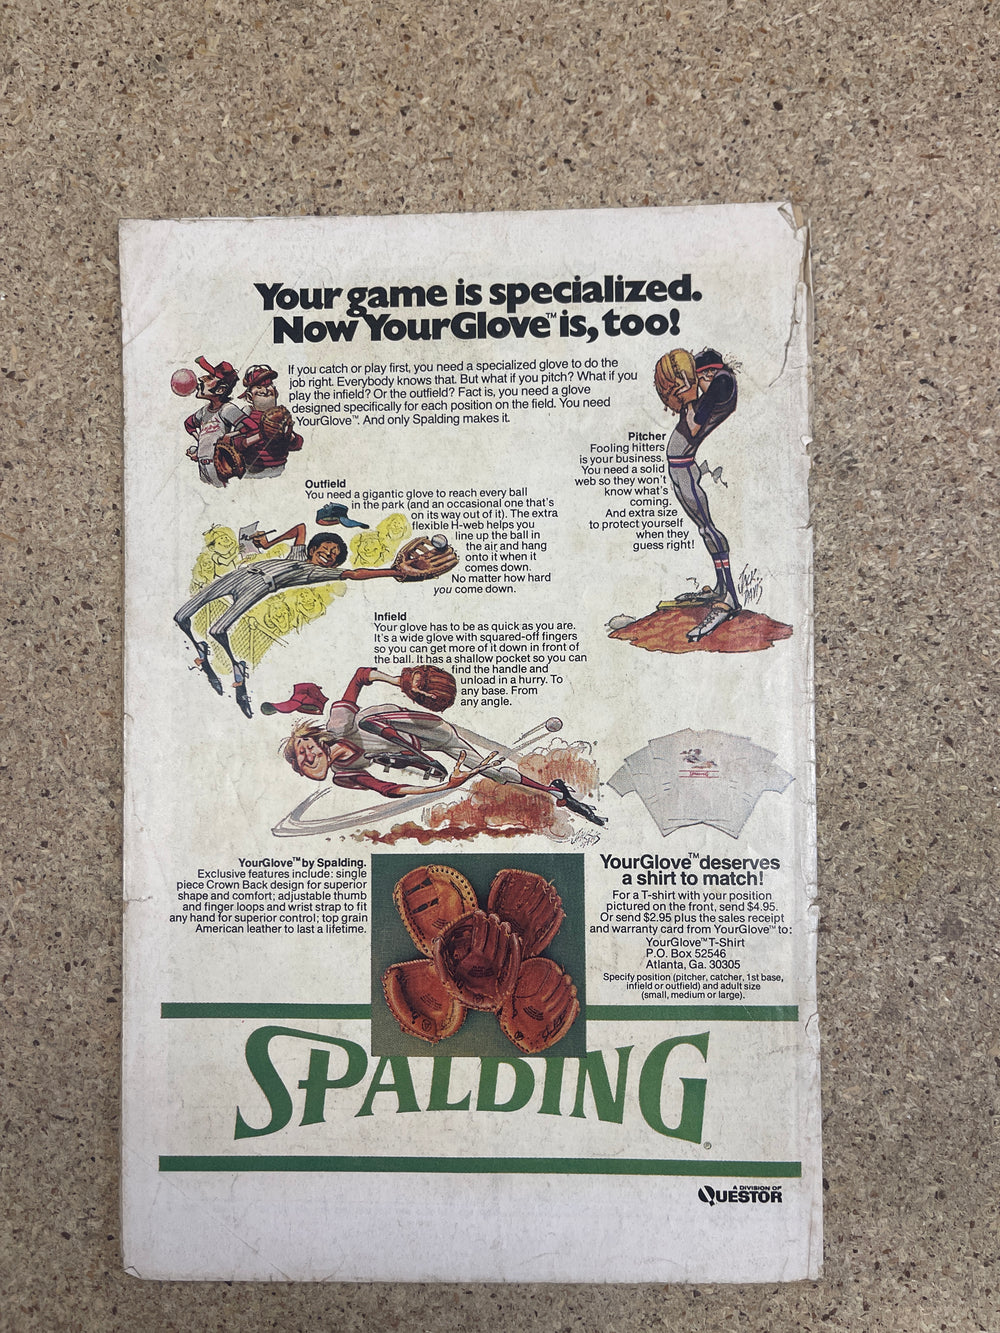 Your game is specialized.
Now YourGlove™ is, too!
If you catch or play first, you need a specialized glove to do the
job right. Everybody knows that. But what if you pitch? What if you
play the infield? Or the outfield? Fact is, you need a glove
designed specifically for each position on the field. You need
YourGlove™. And only Spalding makes it.
Pitcher
Fooling hitters
is your business.
You need a solid
web so they won't
know what's
coming.
And extra size
to protect yourself
when they
guess right!
JACK
DAVIS
Outfield
You need a gigantic glove to reach every ball
in the park (and an occasional one that's
on its way out of it). The extra
flexible H-web helps you
line up the ball in
the air and hang
onto it when it
comes down.
No matter how hard
you come down.
Infield
Your glove has to be as quick as you are.
It's a wide glove with squared-off fingers
so you can get more of it down in front of
the ball. It has a shallow pocket so you can
find the handle and
unload in a hurry. To
any base. From
any angle.
JACK DAVIS
Spalding
YourGlove™ by Spalding.
Exclusive features include: single
piece Crown Back design for superior
shape and comfort; adjustable thumb
and finger loops and wrist strap to fit
any hand for superior control; top grain
American leather to last a lifetime.
YourGlove™ deserves
a shirt to match!
For a T-shirt with your position
pictured on the front, send $4.95.
Or send $2.95 plus the sales receipt
and warranty card from YourGlove™ to:
YourGlove™ T-Shirt
P.O. Box 52546
Atlanta, Ga. 30305
Specify position (pitcher, catcher, 1st base,
infield or outfield) and adult size
(small, medium or large).
SPALDING®
A DIVISION OF
QUESTOR